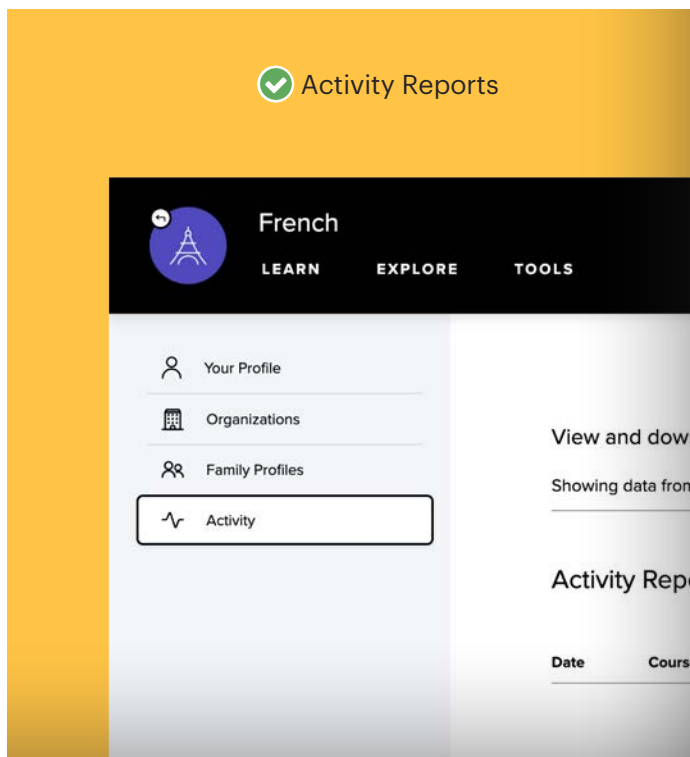 Activity Reports
French
LEARN EXPLORE TOOLS
Your Profile
Organizations
Family Profiles
Activity
View and
Showing data
Activity
Date